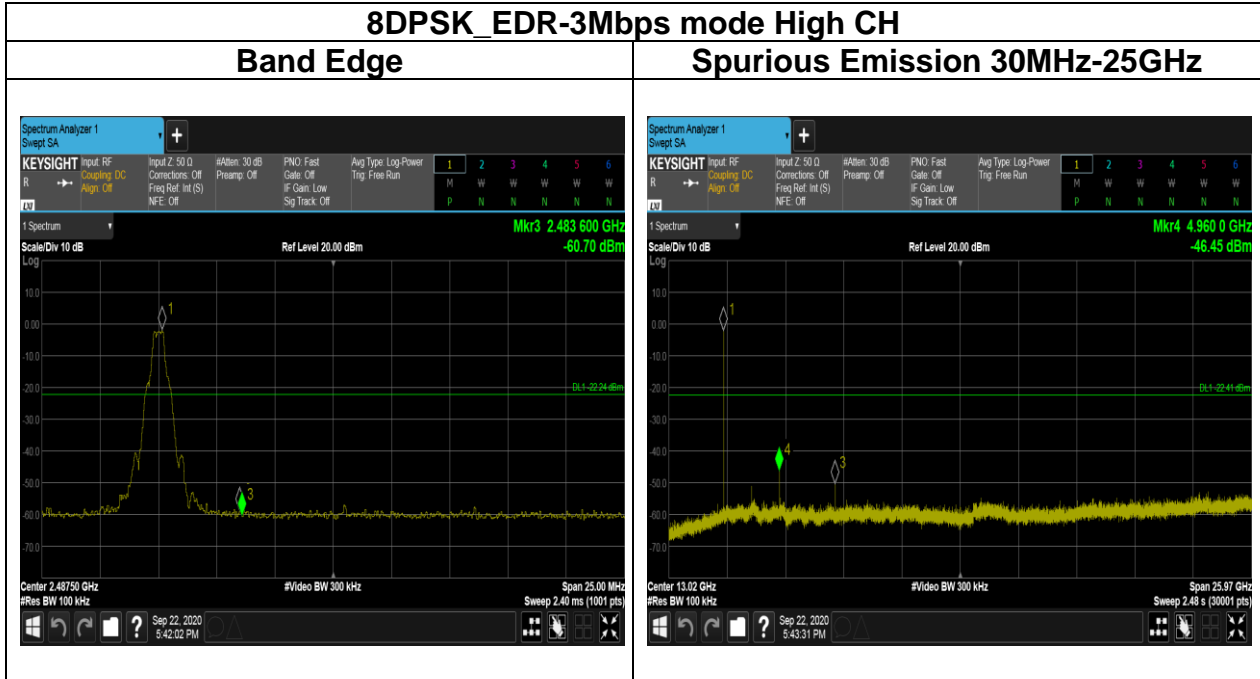 8DPSK_EDR-3Mbps mode High CH
Band Edge
Spurious Emission 30MHz-25GHz
Spectrum Analyzer 1
Swept SA
+
KEYSIGHT Input: RF Input Z: 50 Ω #Atten: 30 dB PNO: Fast Avg Type: Log-Power 1 2 3 4 5 6
R Coupling: DC Corrections: Off Preamp: Off Gate: Off Trig: Free Run M W W W W W
Align: Off Freq Ref: Int (S) IF Gain: Low
LXI NFE: Off Sig Track: Off P N N N N N
1 Spectrum
Mkr3 2.483 600 GHz
Scale/Div 10 dB Ref Level 20.00 dBm -60.70 dBm
Log
10.0
1
0.00
-10.0
-20.0
DL1 -22.24 dBm
-30.0
-40.0
-50.0
3
-60.0
-70.0
Center 2.48750 GHz #Video BW 300 kHz Span 25.00 MHz
#Res BW 100 kHz Sweep 2.40 ms (1001 pts)
? Sep 22, 2020
5:42:02 PM
Spectrum Analyzer 1
Swept SA
+
KEYSIGHT Input: RF Input Z: 50 Ω #Atten: 30 dB PNO: Fast Avg Type: Log-Power 1 2 3 4 5 6
R Coupling: DC Corrections: Off Preamp: Off Gate: Off Trig: Free Run M W W W W W
Align: Off Freq Ref: Int (S) IF Gain: Low
LXI NFE: Off Sig Track: Off P N N N N N
1 Spectrum
Mkr4 4.960 0 GHz
Scale/Div 10 dB Ref Level 20.00 dBm -46.45 dBm
Log
10.0
1
0.00
-10.0
-20.0
DL1 -22.41 dBm
-30.0
-40.0
4
3
-50.0
-60.0
-70.0
Center 13.02 GHz #Video BW 300 kHz Span 25.97 GHz
#Res BW 100 kHz Sweep 2.48 s (30001 pts)
? Sep 22, 2020
5:43:31 PM